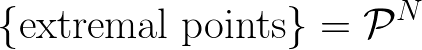 {extremal points} = 𝒫^N